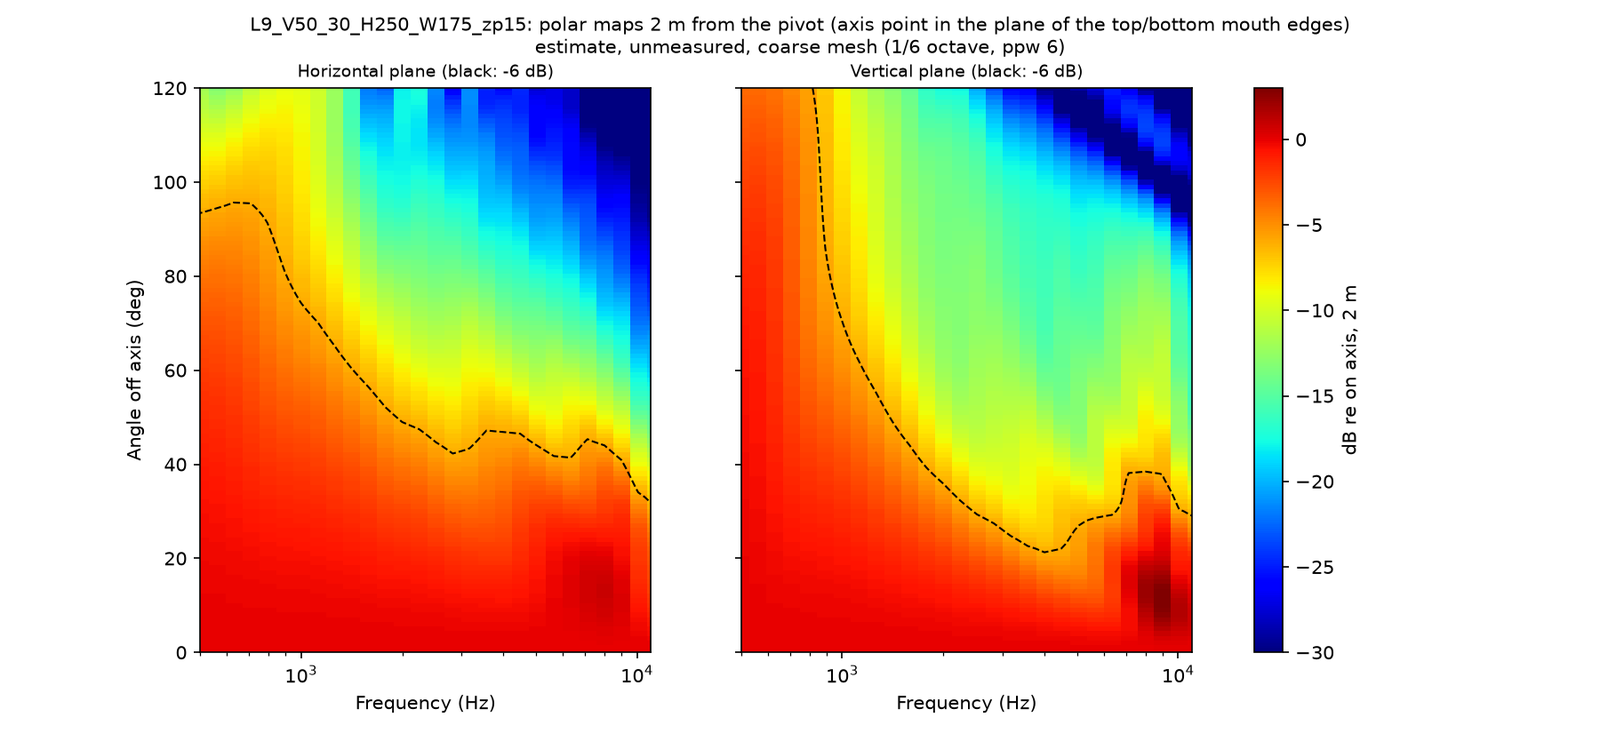 L9_V50_30_H250_W175_zp15: polar maps 2 m from the pivot (axis point in the plane of the top/bottom mouth edges)
estimate, unmeasured, coarse mesh (1/6 octave, ppw 6)
Horizontal plane (black: -6 dB)
Vertical plane (black: -6 dB)
Angle off axis (deg)
120
100
80
60
40
20
0
10³
10⁴
Frequency (Hz)
10³
10⁴
Frequency (Hz)
0
−5
−10
−15
−20
−25
−30
dB re on axis, 2 m